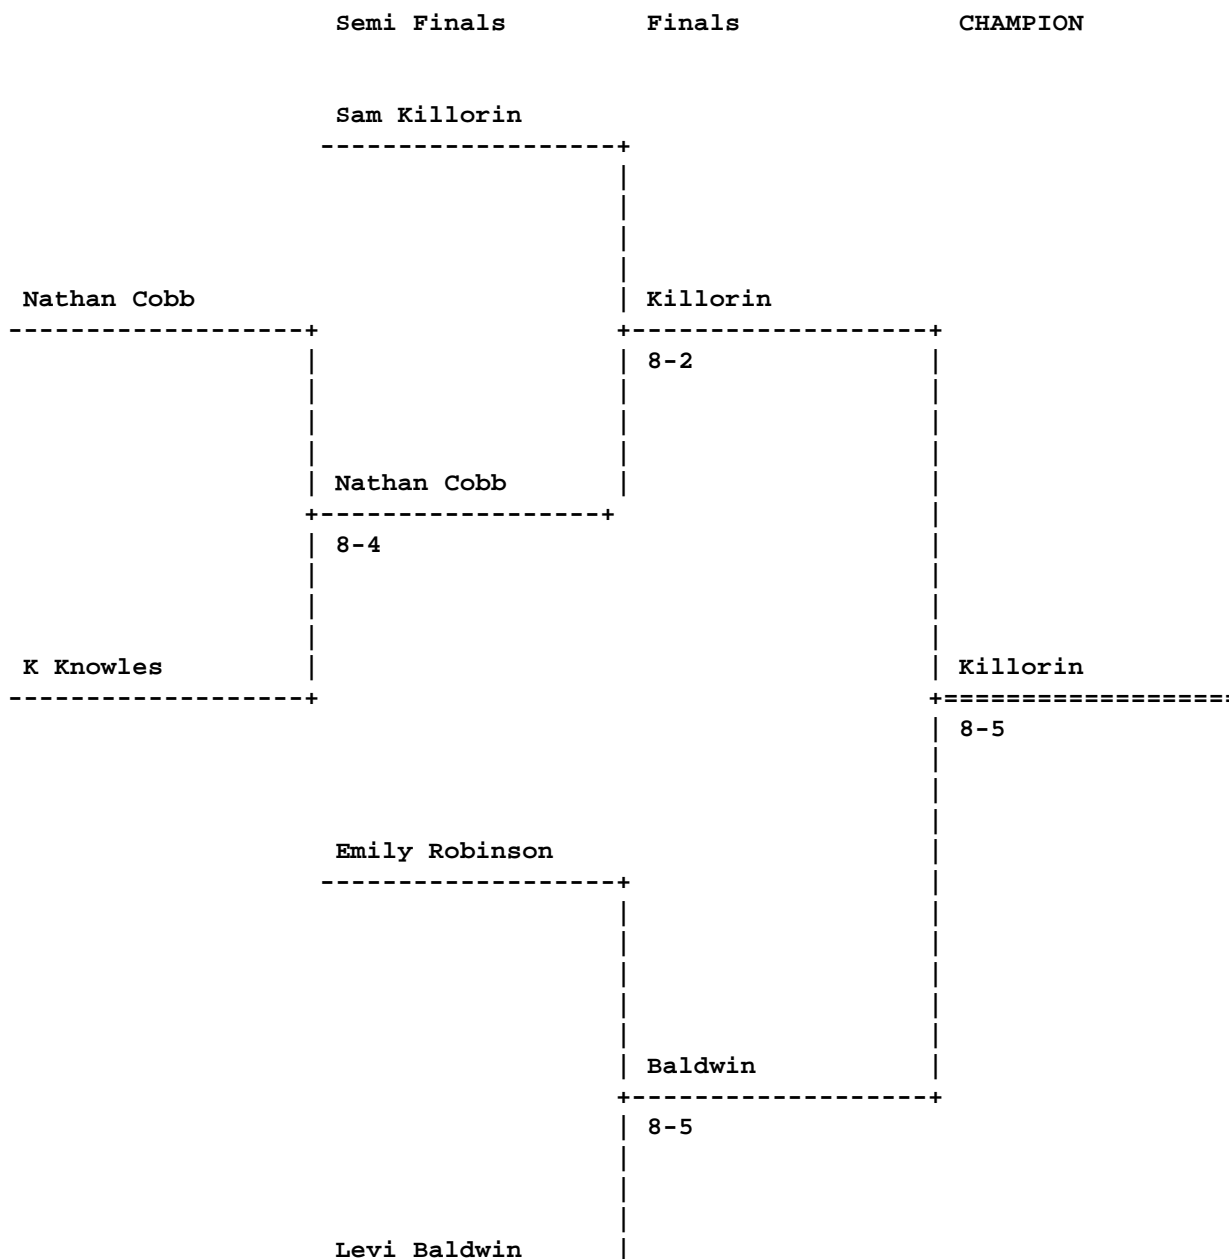 Semi Finals Finals CHAMPION
Sam Killorin
Nathan Cobb Killorin
8-2
Nathan Cobb
8-4
K Knowles Killorin
8-5
Emily Robinson
Baldwin
8-5
Levi Baldwin